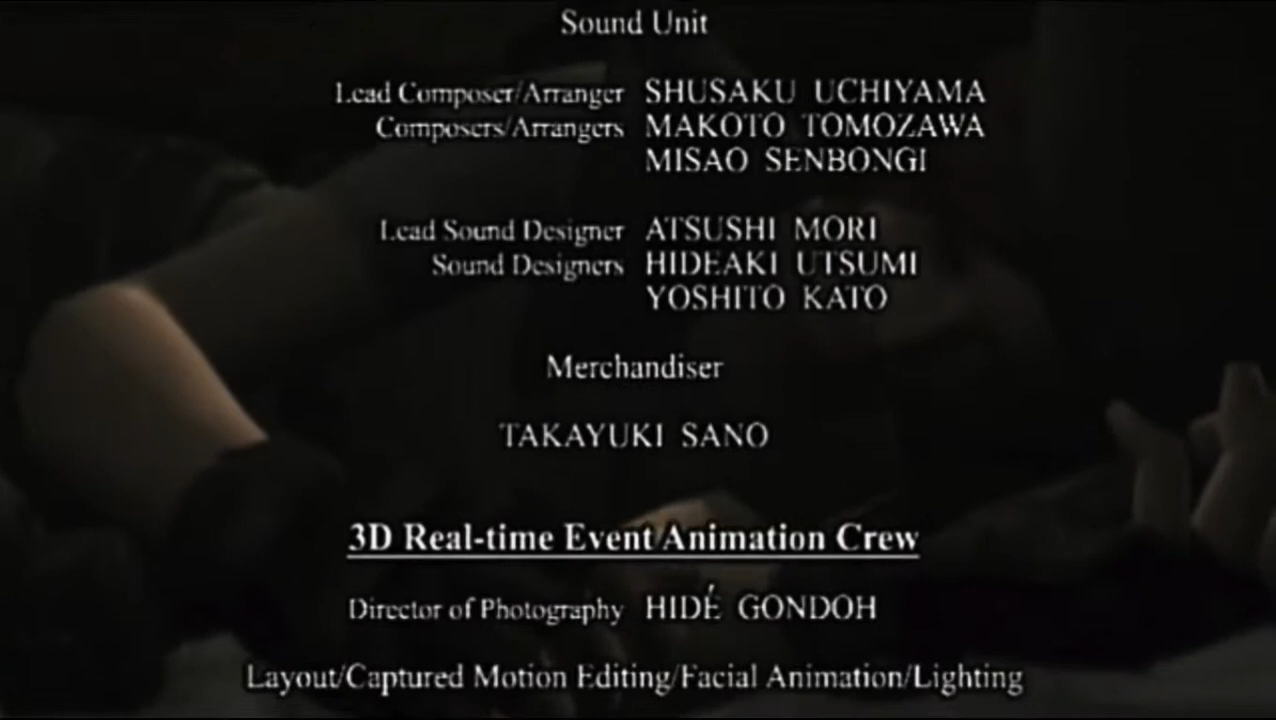 Sound Unit
Lead Composer/Arranger SHUSAKU UCHIYAMA
Composers/Arrangers MAKOTO TOMOZAWA
MISAO SENBONGI
Lead Sound Designer ATSUSHI MORI
Sound Designers HIDEAKI UTSUMI
YOSHITO KATO
Merchandiser
TAKAYUKI SANO
3D Real-time Event Animation Crew
Director of Photography HIDÉ GONDOH
Layout/Captured Motion Editing/Facial Animation/Lighting